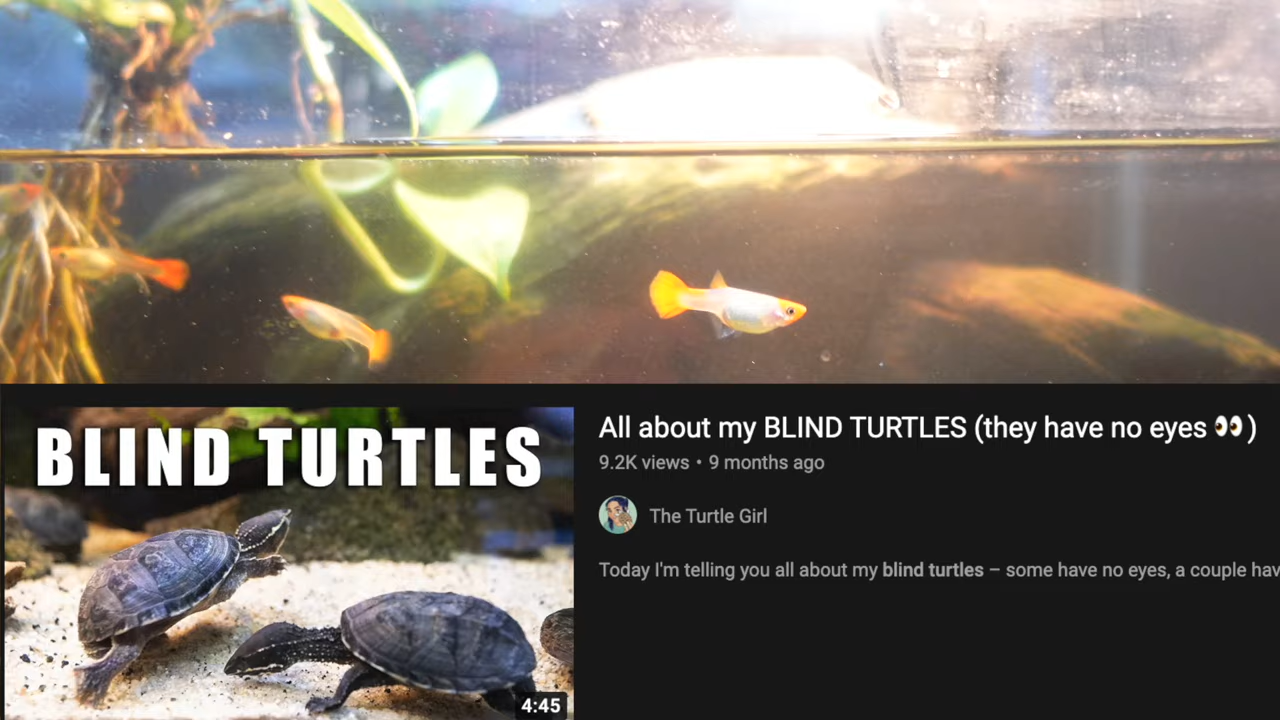 BLIND TURTLES
4:45
All about my BLIND TURTLES (they have no eyes 👀)
9.2K views • 9 months ago
The Turtle Girl
Today I'm telling you all about my blind turtles – some have no eyes, a couple hav